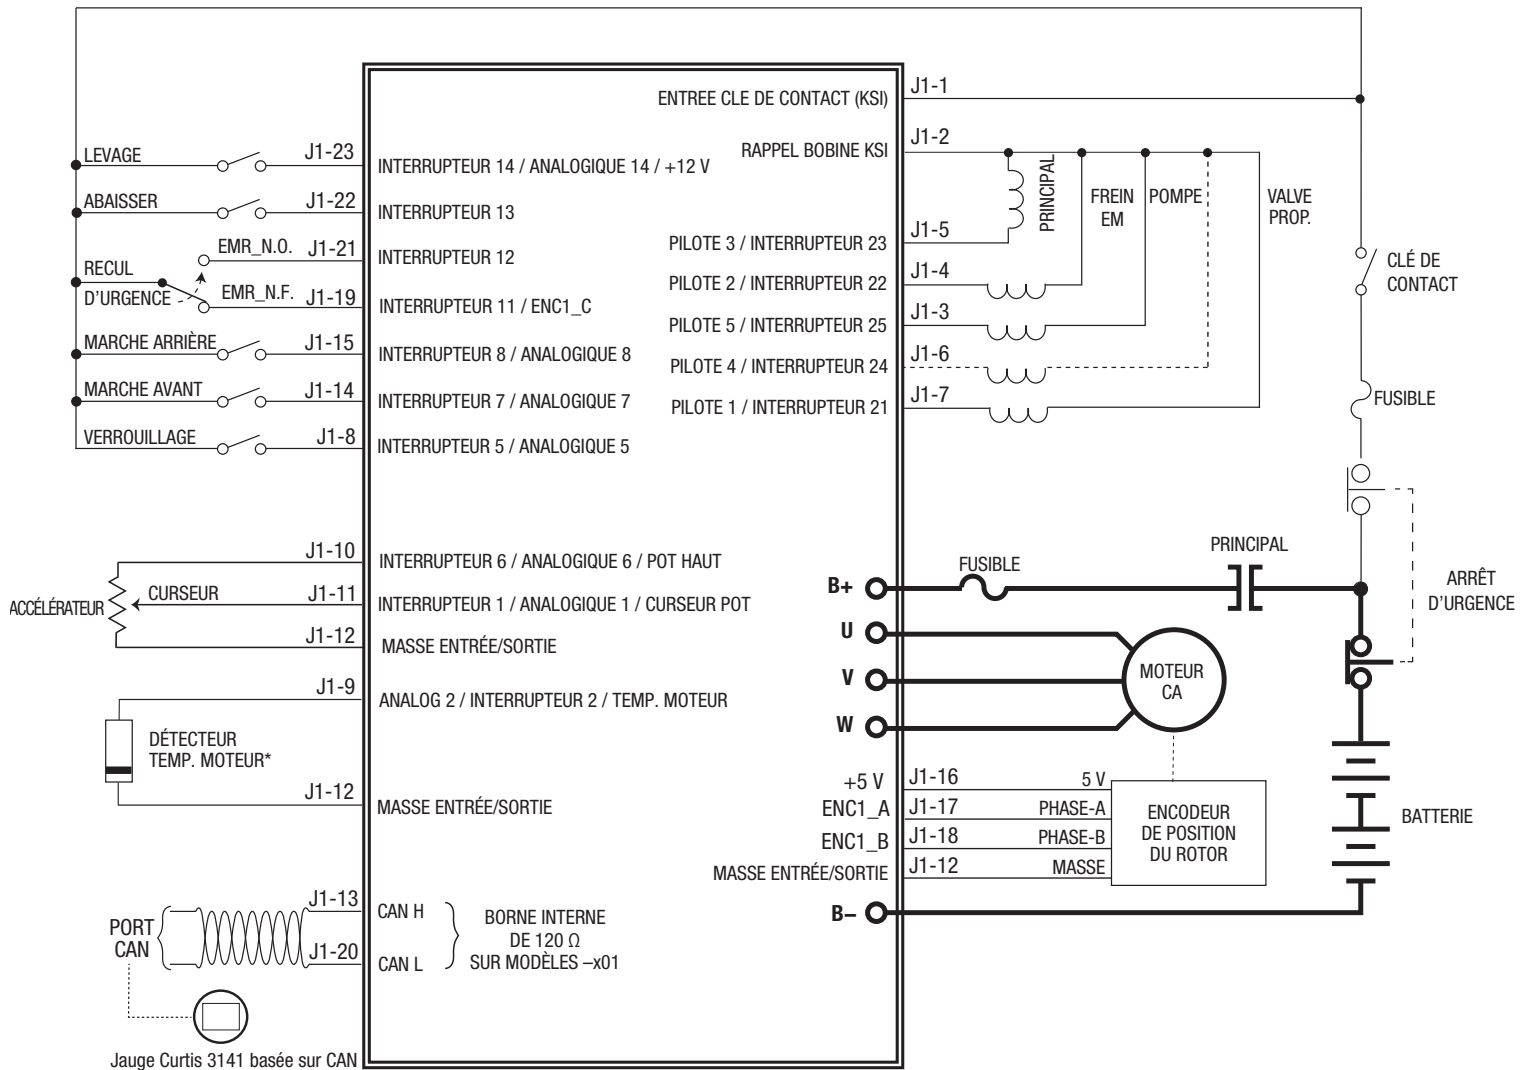 J1-1
ENTREE CLE DE CONTACT (KSI)
J1-2
RAPPEL BOBINE KSI
LEVAGE
J1-23
INTERRUPTEUR 14 / ANALOGIQUE 14 / +12 V
ABAISSER
J1-22
INTERRUPTEUR 13
EMR_N.O.
J1-21
INTERRUPTEUR 12
RECUL
D'URGENCE
EMR_N.F.
J1-19
INTERRUPTEUR 11 / ENC1_C
MARCHE ARRIÈRE
J1-15
INTERRUPTEUR 8 / ANALOGIQUE 8
MARCHE AVANT
J1-14
INTERRUPTEUR 7 / ANALOGIQUE 7
VERROUILLAGE
J1-8
INTERRUPTEUR 5 / ANALOGIQUE 5
PRINCIPAL
FREIN
EM
POMPE
VALVE
PROP.
PILOTE 3 / INTERRUPTEUR 23
J1-5
PILOTE 2 / INTERRUPTEUR 22
J1-4
PILOTE 5 / INTERRUPTEUR 25
J1-3
PILOTE 4 / INTERRUPTEUR 24
J1-6
PILOTE 1 / INTERRUPTEUR 21
J1-7
CLÉ DE
CONTACT
FUSIBLE
ARRÊT
D'URGENCE
ACCÉLÉRATEUR
J1-10
INTERRUPTEUR 6 / ANALOGIQUE 6 / POT HAUT
CURSEUR
J1-11
INTERRUPTEUR 1 / ANALOGIQUE 1 / CURSEUR POT
J1-12
MASSE ENTRÉE/SORTIE
J1-9
ANALOG 2 / INTERRUPTEUR 2 / TEMP. MOTEUR
DÉTECTEUR
TEMP. MOTEUR*
J1-12
MASSE ENTRÉE/SORTIE
B+
FUSIBLE
PRINCIPAL
U
V
W
MOTEUR
CA
+5 V
J1-16
5 V
ENC1_A
J1-17
PHASE-A
ENC1_B
J1-18
PHASE-B
MASSE ENTRÉE/SORTIE
J1-12
MASSE
ENCODEUR
DE POSITION
DU ROTOR
BATTERIE
B–
PORT
CAN
J1-13
CAN H
J1-20
CAN L
BORNE INTERNE
DE 120 Ω
SUR MODÈLES –x01
Jauge Curtis 3141 basée sur CAN